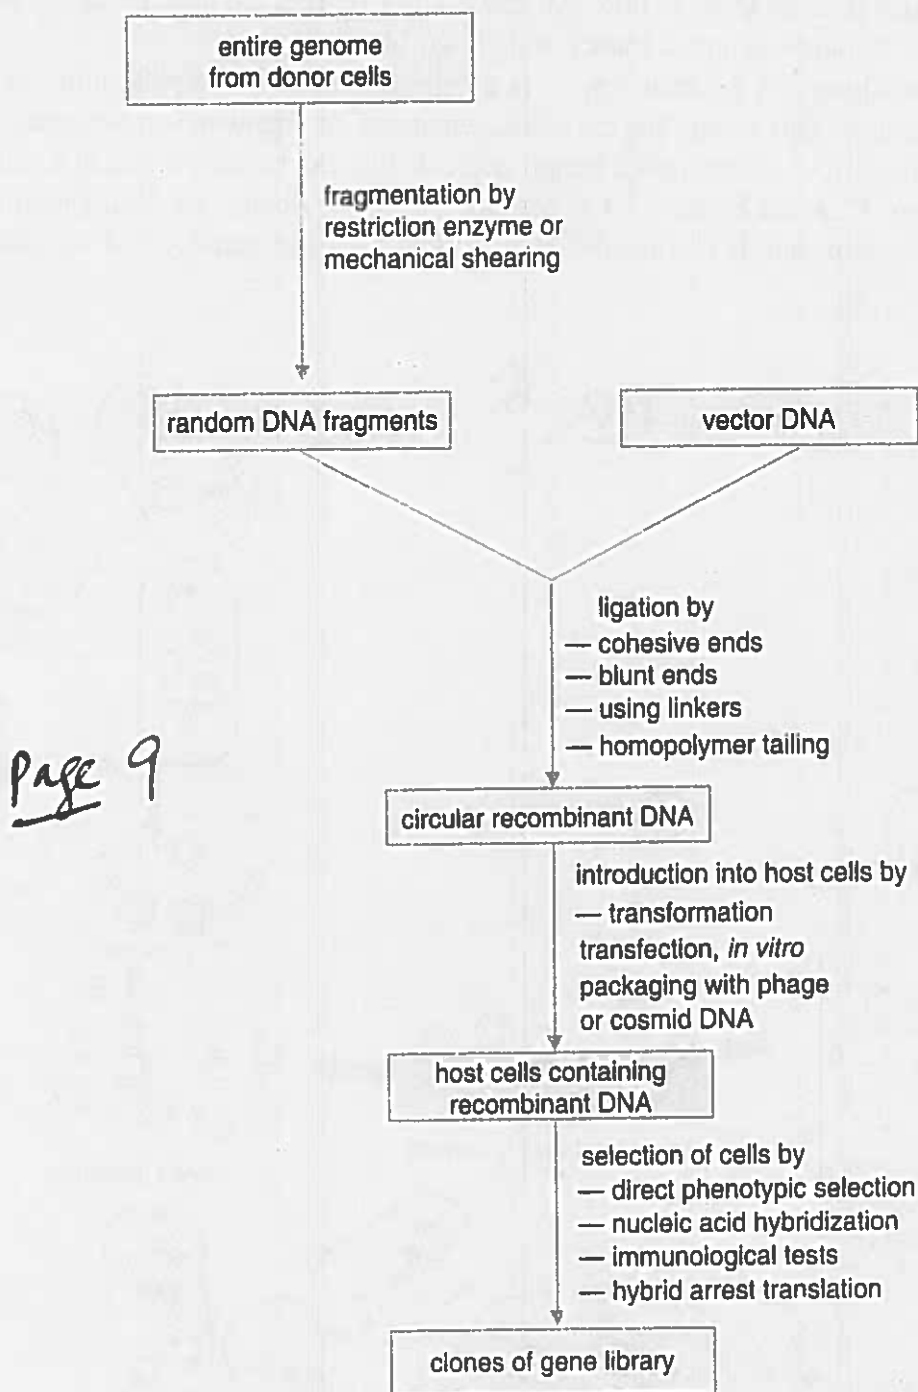 entire genome
from donor cells
fragmentation by
restriction enzyme or
mechanical shearing
random DNA fragments
vector DNA
ligation by
— cohesive ends
— blunt ends
— using linkers
— homopolymer tailing
Page 9
circular recombinant DNA
introduction into host cells by
— transformation
transfection, in vitro
packaging with phage
or cosmid DNA
host cells containing
recombinant DNA
selection of cells by
— direct phenotypic selection
— nucleic acid hybridization
— immunological tests
— hybrid arrest translation
clones of gene library